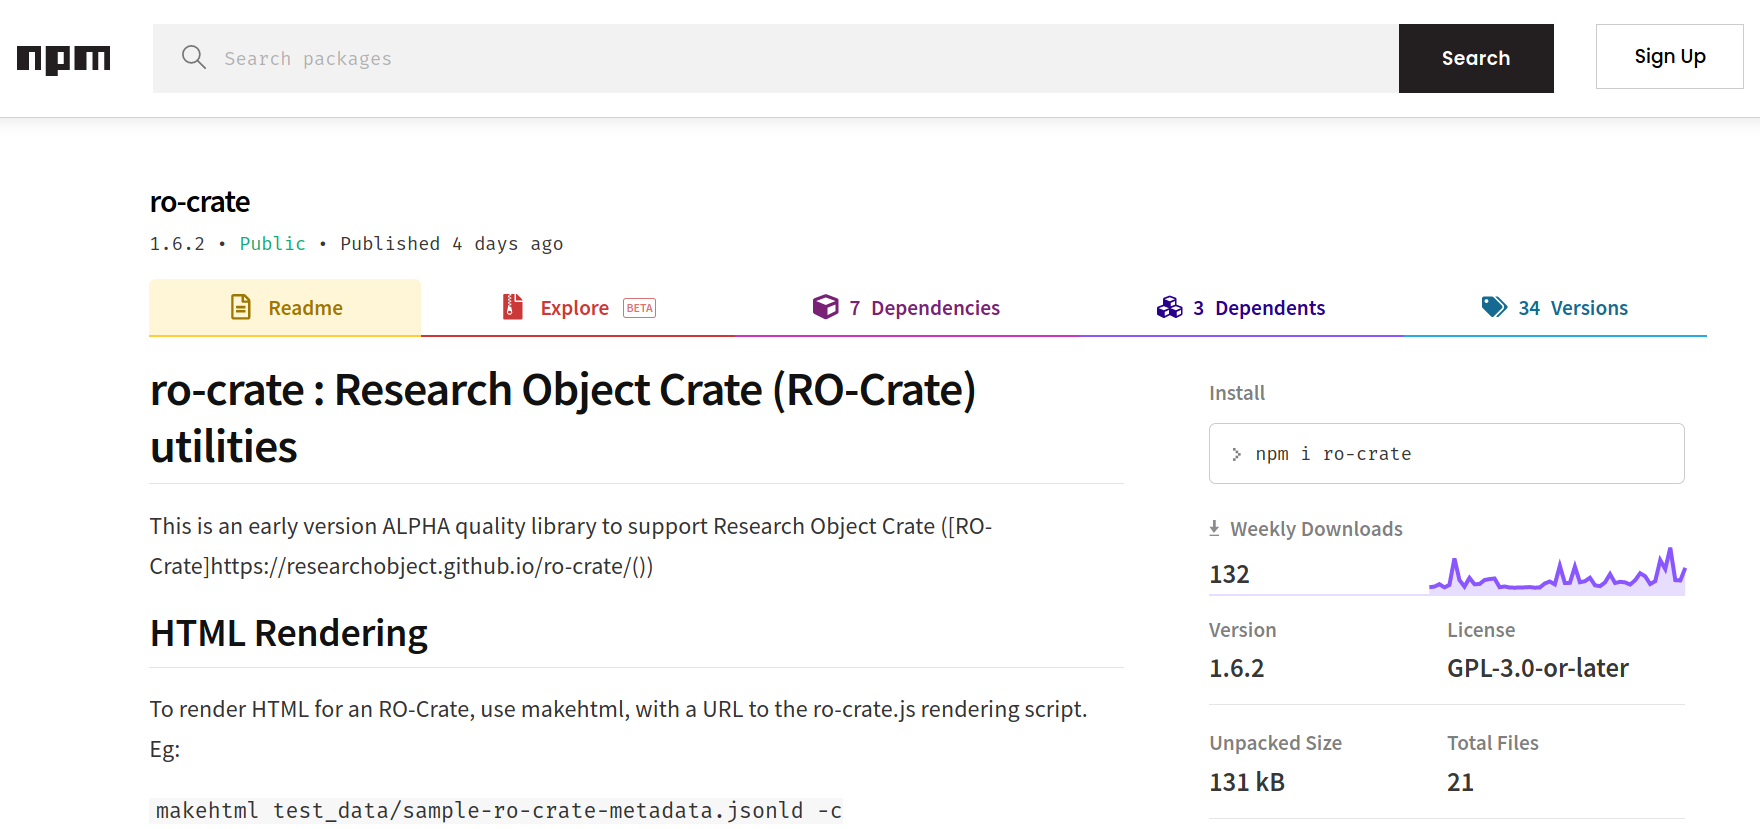 npm
Search packages
Search
Sign Up
ro-crate
1.6.2 • Public • Published 4 days ago
Readme
Explore BETA
7 Dependencies
3 Dependents
34 Versions
ro-crate : Research Object Crate (RO-Crate)
utilities
This is an early version ALPHA quality library to support Research Object Crate ([RO-
Crate]https://researchobject.github.io/ro-crate/())
HTML Rendering
To render HTML for an RO-Crate, use makehtml, with a URL to the ro-crate.js rendering script.
Eg:
makehtml test_data/sample-ro-crate-metadata.jsonld -c
Install
> npm i ro-crate
Weekly Downloads
132
Version
1.6.2
License
GPL-3.0-or-later
Unpacked Size
131 kB
Total Files
21